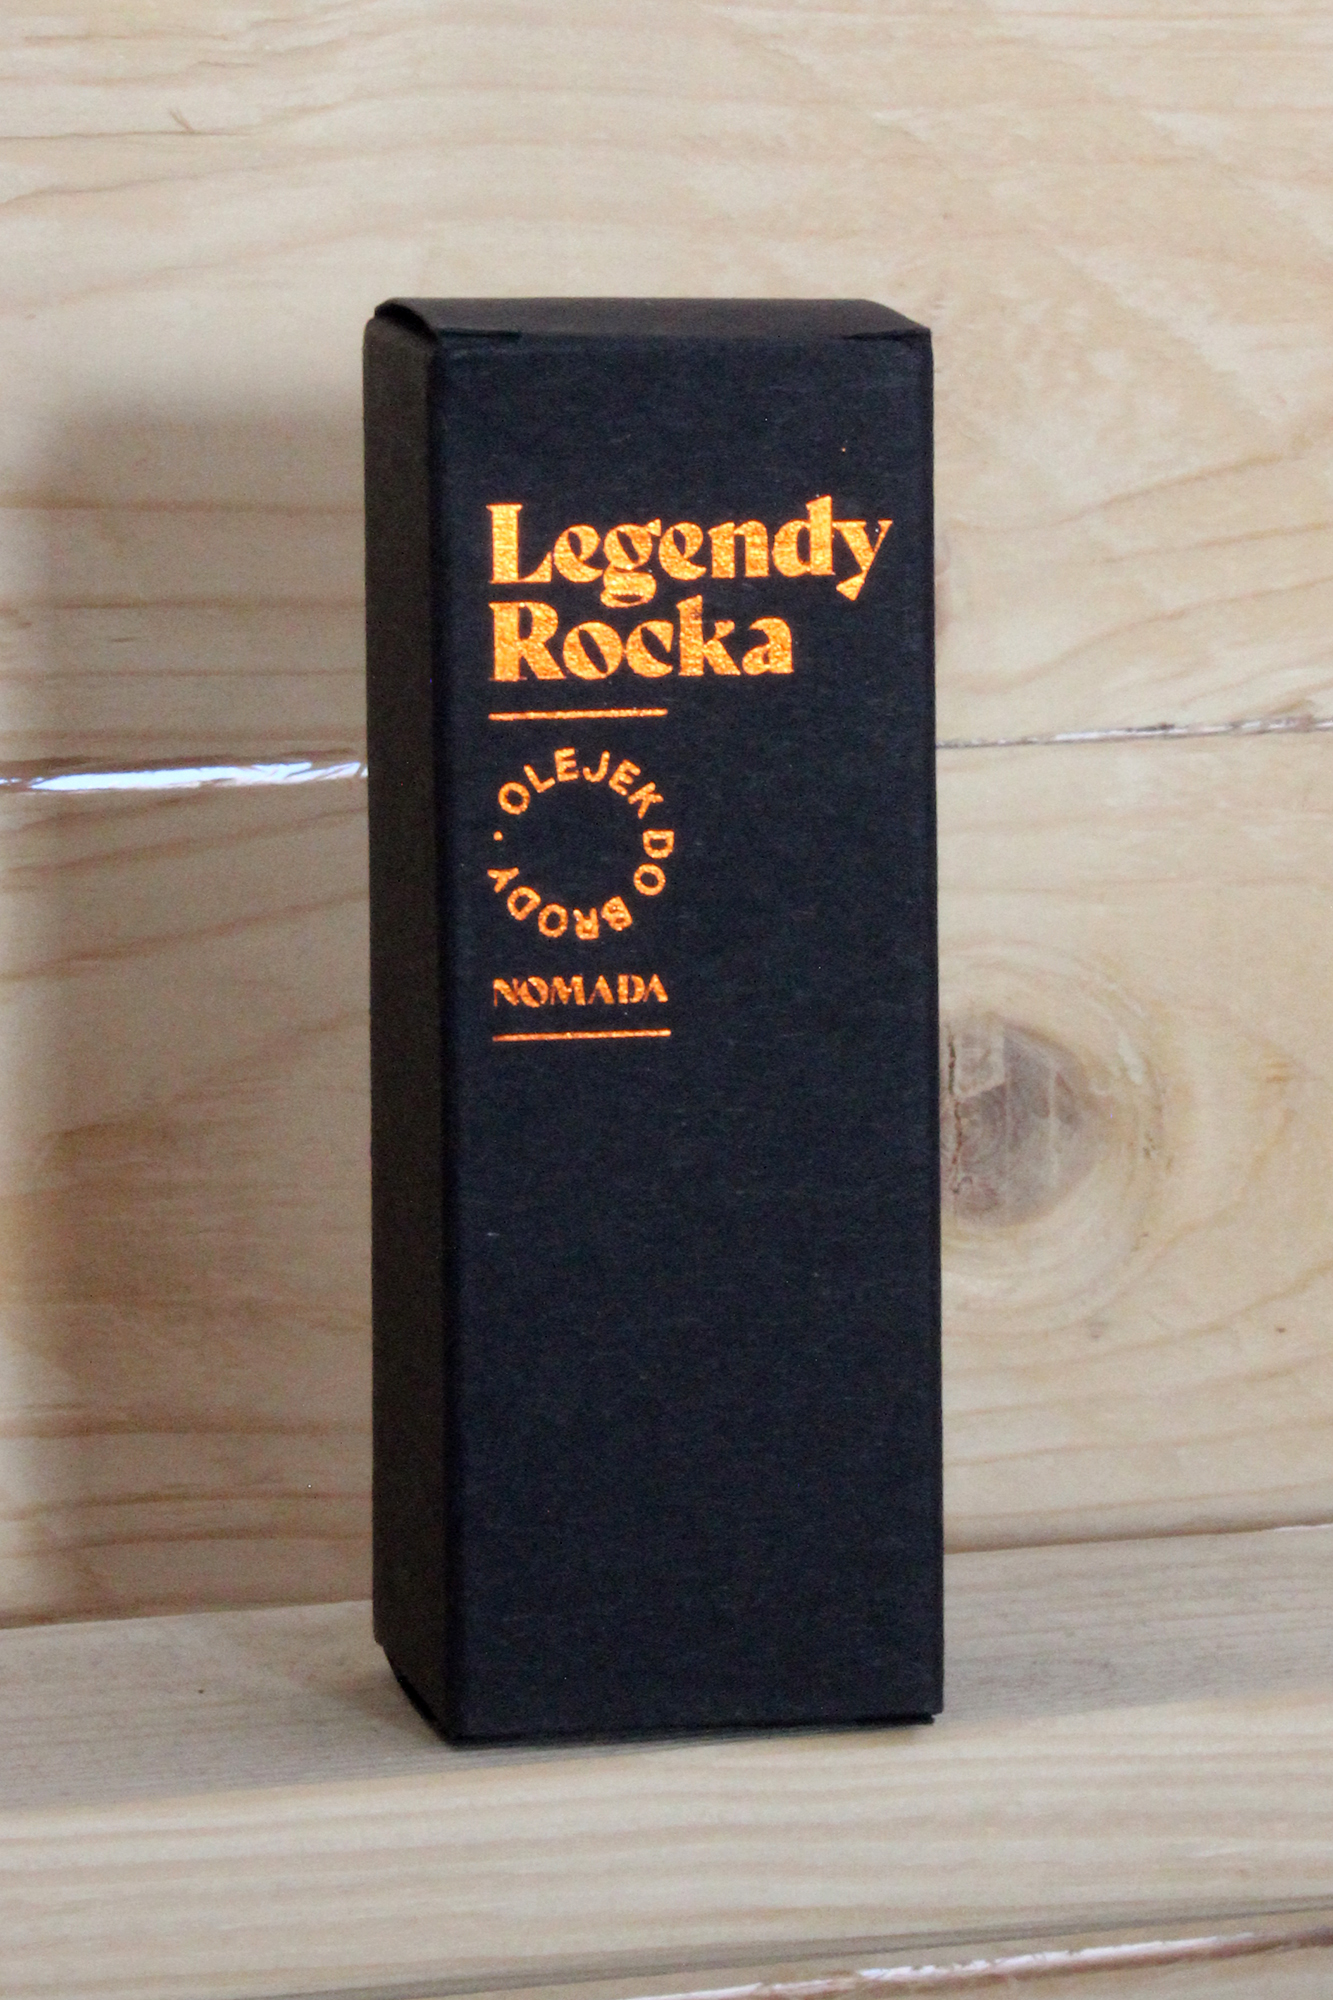 Legendy
Rocka
OLEJEK DO BRODY ·
NOMADA